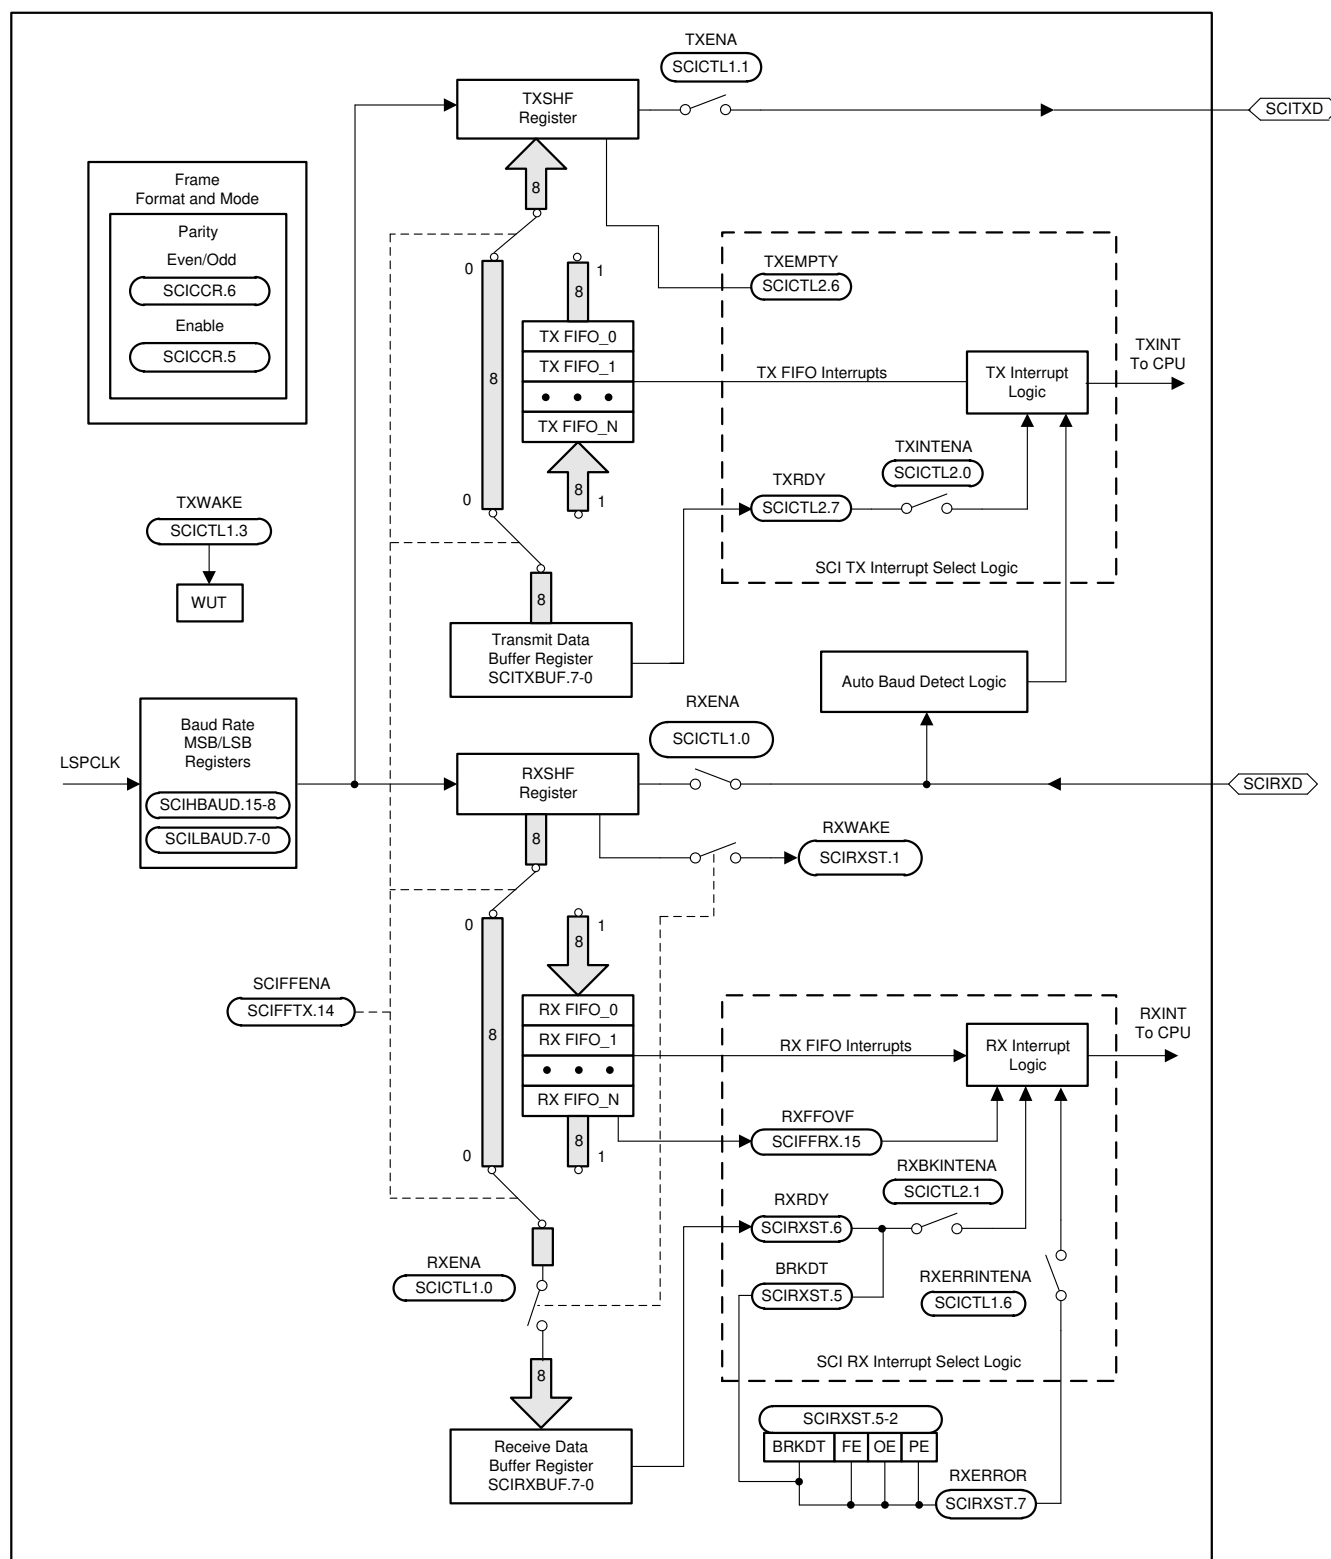 TXENA
SCICTL1.1
TXSHF
Register
SCITXD
8
Frame
Format and Mode
Parity
Even/Odd
SCICCR.6
Enable
SCICCR.5
0
1
8
TX FIFO_0
TX FIFO_1
TX FIFO_N
8
8
1
0
TXEMPTY
SCICTL2.6
TX FIFO Interrupts
TX Interrupt
Logic
TXINT
To CPU
TXINTENA
SCICTL2.0
TXRDY
SCICTL2.7
SCI TX Interrupt Select Logic
TXWAKE
SCICTL1.3
WUT
8
Transmit Data
Buffer Register
SCITXBUF.7-0
Auto Baud Detect Logic
RXENA
SCICTL1.0
LSPCLK
Baud Rate
MSB/LSB
Registers
SCIHBAUD.15-8
SCILBAUD.7-0
RXSHF
Register
SCIRXD
8
RXWAKE
SCIRXST.1
0
1
8
SCIFFENA
SCIFFTX.14
8
RX FIFO_0
RX FIFO_1
RX FIFO_N
8
0
1
RX FIFO Interrupts
RX Interrupt
Logic
RXINT
To CPU
RXFFOVF
SCIFFRX.15
RXBKINTENA
SCICTL2.1
RXRDY
SCIRXST.6
BRKDT
SCIRXST.5
RXERRINTENA
SCICTL1.6
SCI RX Interrupt Select Logic
RXENA
SCICTL1.0
8
Receive Data
Buffer Register
SCIRXBUF.7-0
SCIRXST.5-2
BRKDT FE OE PE
RXERROR
SCIRXST.7